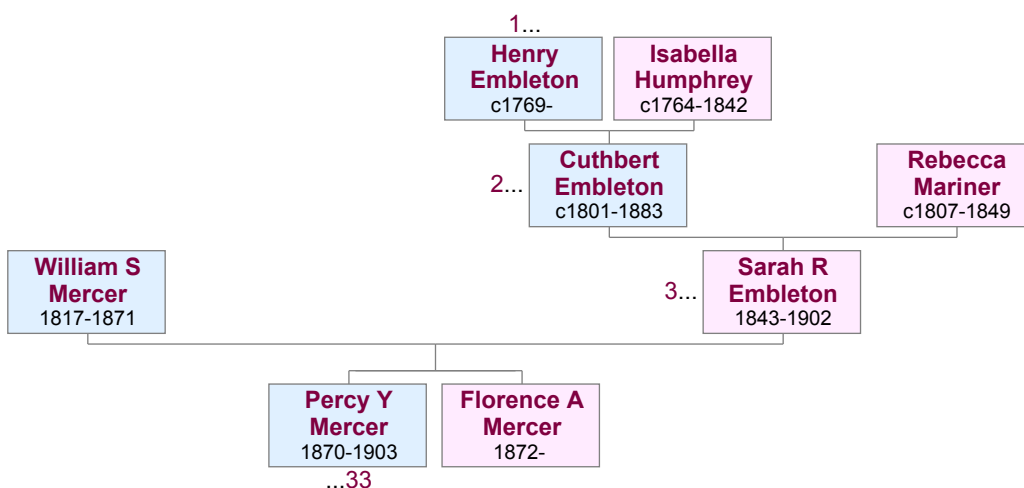 1...
Henry
Embleton
c1769-
Isabella
Humphrey
c1764-1842
2...
Cuthbert
Embleton
c1801-1883
Rebecca
Mariner
c1807-1849
William S
Mercer
1817-1871
3...
Sarah R
Embleton
1843-1902
Percy Y
Mercer
1870-1903
Florence A
Mercer
1872-
...33